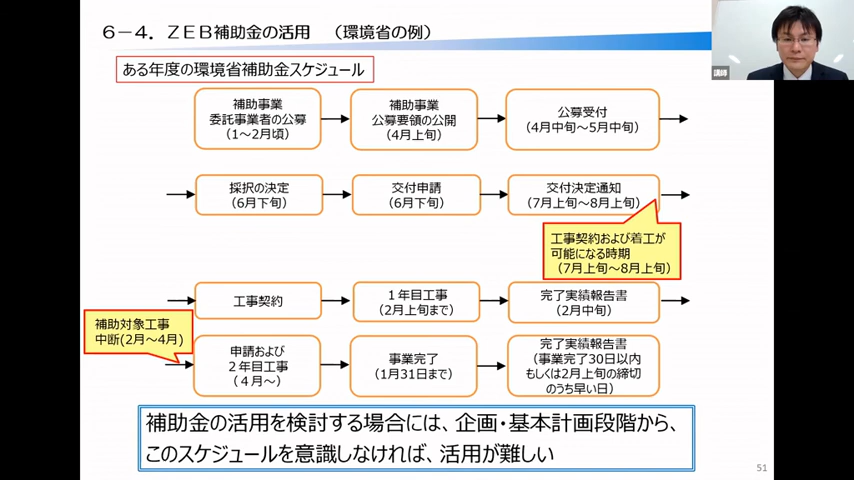 6－4．ＺＥＢ補助金の活用　（環境省の例）
講師
ある年度の環境省補助金スケジュール
補助事業
委託事業者の公募
（1～2月頃）
補助事業
公募要領の公開
（4月上旬）
公募受付
（4月中旬～5月中旬）
採択の決定
（6月下旬）
交付申請
（6月下旬）
交付決定通知
（7月上旬～8月上旬）
工事契約および着工が
可能になる時期
（7月上旬～8月上旬）
工事契約
１年目工事
（2月上旬まで）
完了実績報告書
（2月中旬）
補助対象工事
中断(2月～4月)
申請および
２年目工事
（４月～）
事業完了
（1月31日まで）
完了実績報告書
（事業完了30日以内
もしくは2月上旬の締切
のうち早い日）
補助金の活用を検討する場合には、企画・基本計画段階から、
このスケジュールを意識しなければ、活用が難しい
51